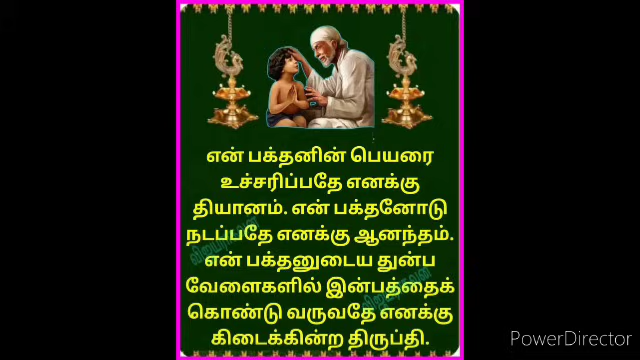 என் பக்தனின் பெயரை
உச்சரிப்பதே எனக்கு
தியானம். என் பக்தனோடு
நடப்பதே எனக்கு ஆனந்தம்.
என் பக்தனுடைய துன்ப
வேளைகளில் இன்பத்தைக்
கொண்டு வருவதே எனக்கு
கிடைக்கின்ற திருப்தி.
PowerDirector